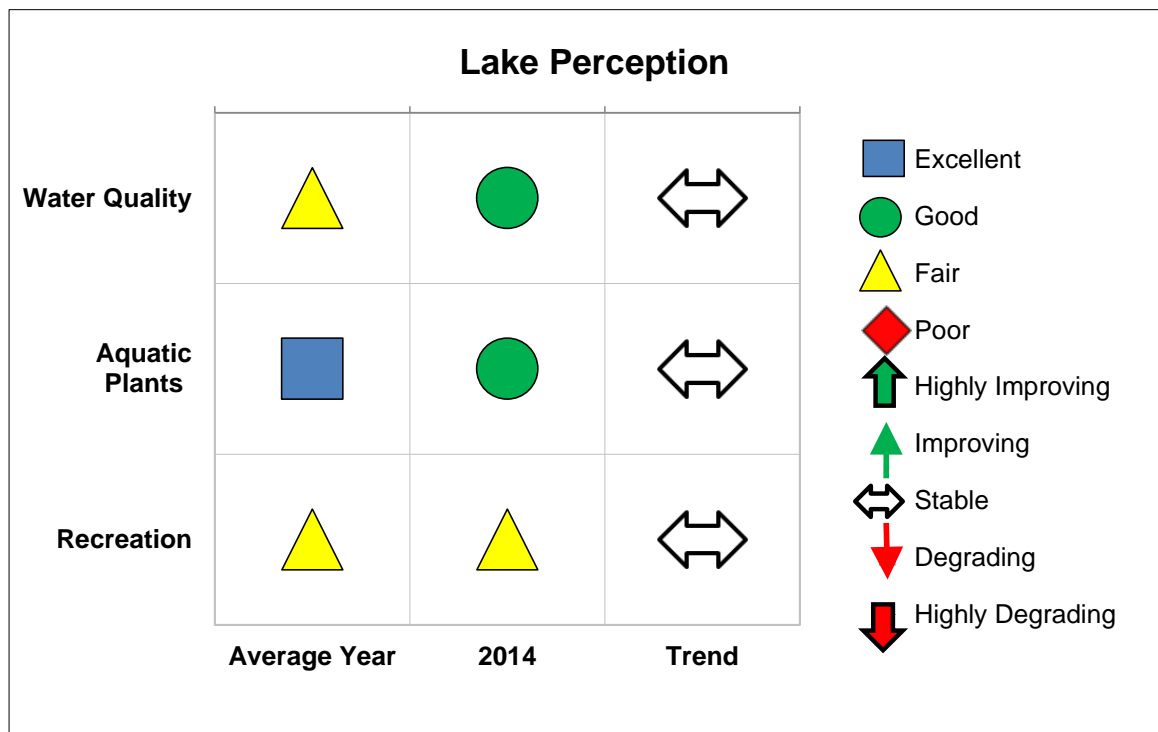 Lake Perception
Water Quality
Aquatic
Plants
Recreation
Average Year
2014
Trend
Excellent
Good
Fair
Poor
Highly Improving
Improving
Stable
Degrading
Highly Degrading